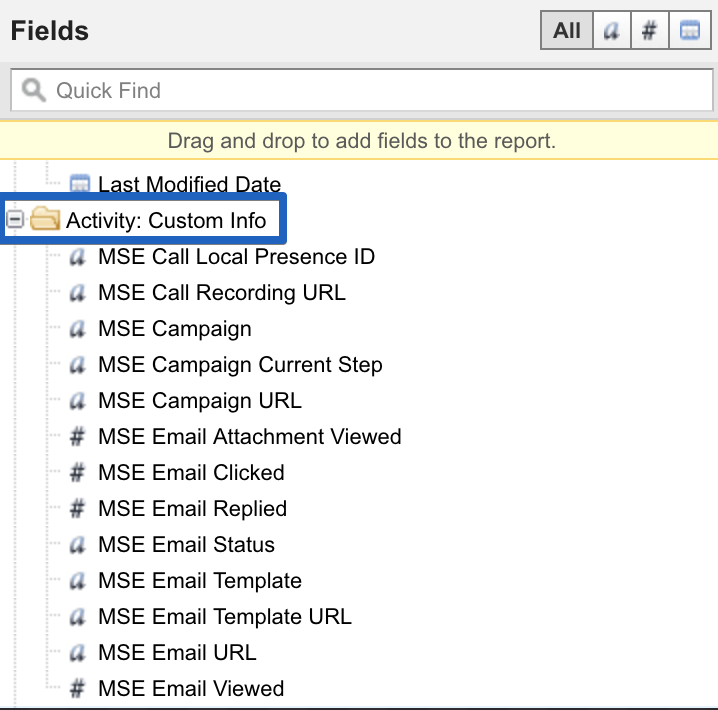 Fields
All a #
Quick Find
Drag and drop to add fields to the report.
Last Modified Date
Activity: Custom Info
a MSE Call Local Presence ID
a MSE Call Recording URL
a MSE Campaign
a MSE Campaign Current Step
a MSE Campaign URL
# MSE Email Attachment Viewed
# MSE Email Clicked
# MSE Email Replied
a MSE Email Status
a MSE Email Template
a MSE Email Template URL
a MSE Email URL
# MSE Email Viewed